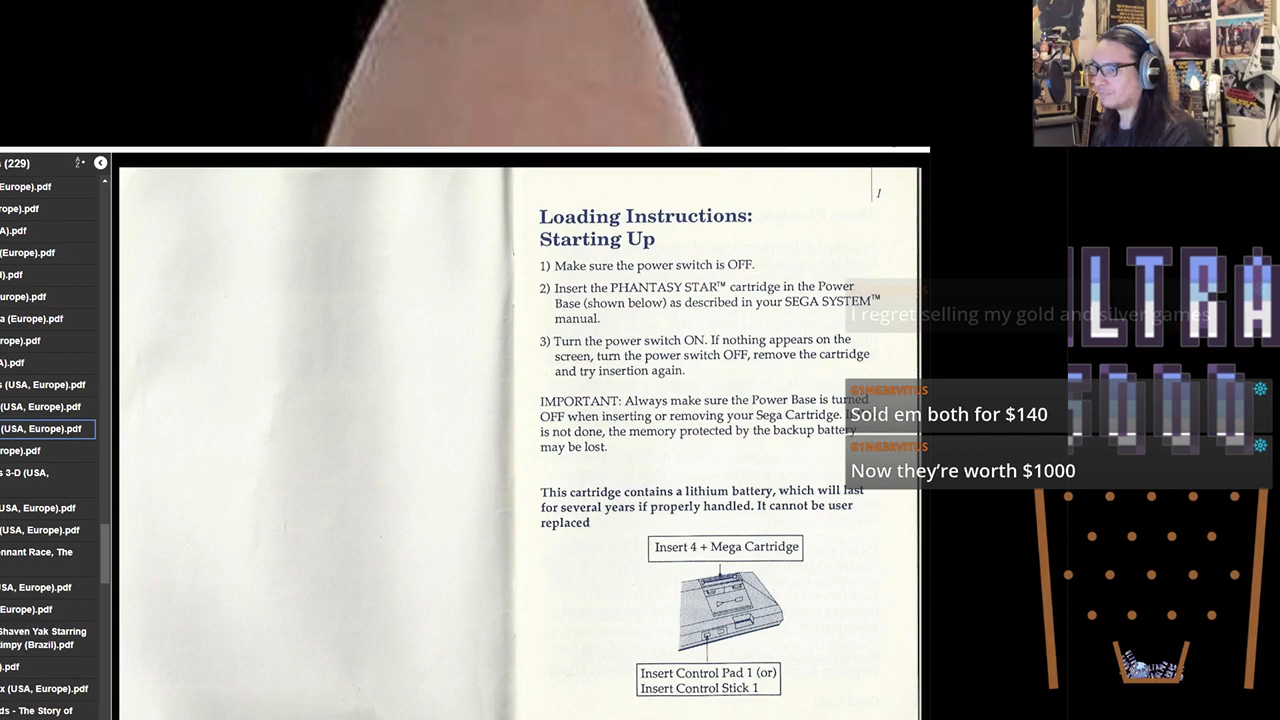 s (229)
Europe).pdf
rope).pdf
A).pdf
(Europe).pdf
l).pdf
urope).pdf
a (Europe).pdf
rope).pdf
A).pdf
s (USA, Europe).pdf
(USA, Europe).pdf
(USA, Europe).pdf
rope).pdf
s 3-D (USA,
SA, Europe).pdf
(USA, Europe).pdf
ennant Race, The
SA, Europe).pdf
Europe).pdf
Shaven Yak Starring
impy (Brazil).pdf
).pdf
x (USA, Europe).pdf
ds - The Story of
1
Loading Instructions:
Starting Up
1) Make sure the power switch is OFF.
2) Insert the PHANTASY STAR™ cartridge in the Power
Base (shown below) as described in your SEGA SYSTEM™
manual.
3) Turn the power switch ON. If nothing appears on the
screen, turn the power switch OFF, remove the cartridge
and try insertion again.
IMPORTANT: Always make sure the Power Base is turned
OFF when inserting or removing your Sega Cartridge.
is not done, the memory protected by the backup battery
may be lost.
This cartridge contains a lithium battery, which will last
for several years if properly handled. It cannot be user
replaced
Insert 4 + Mega Cartridge
Insert Control Pad 1 (or)
Insert Control Stick 1
I regret selling my gold and silver games
G1NG3RV1TUS
Sold em both for $140
G1NG3RV1TUS
Now they're worth $1000
LTRA